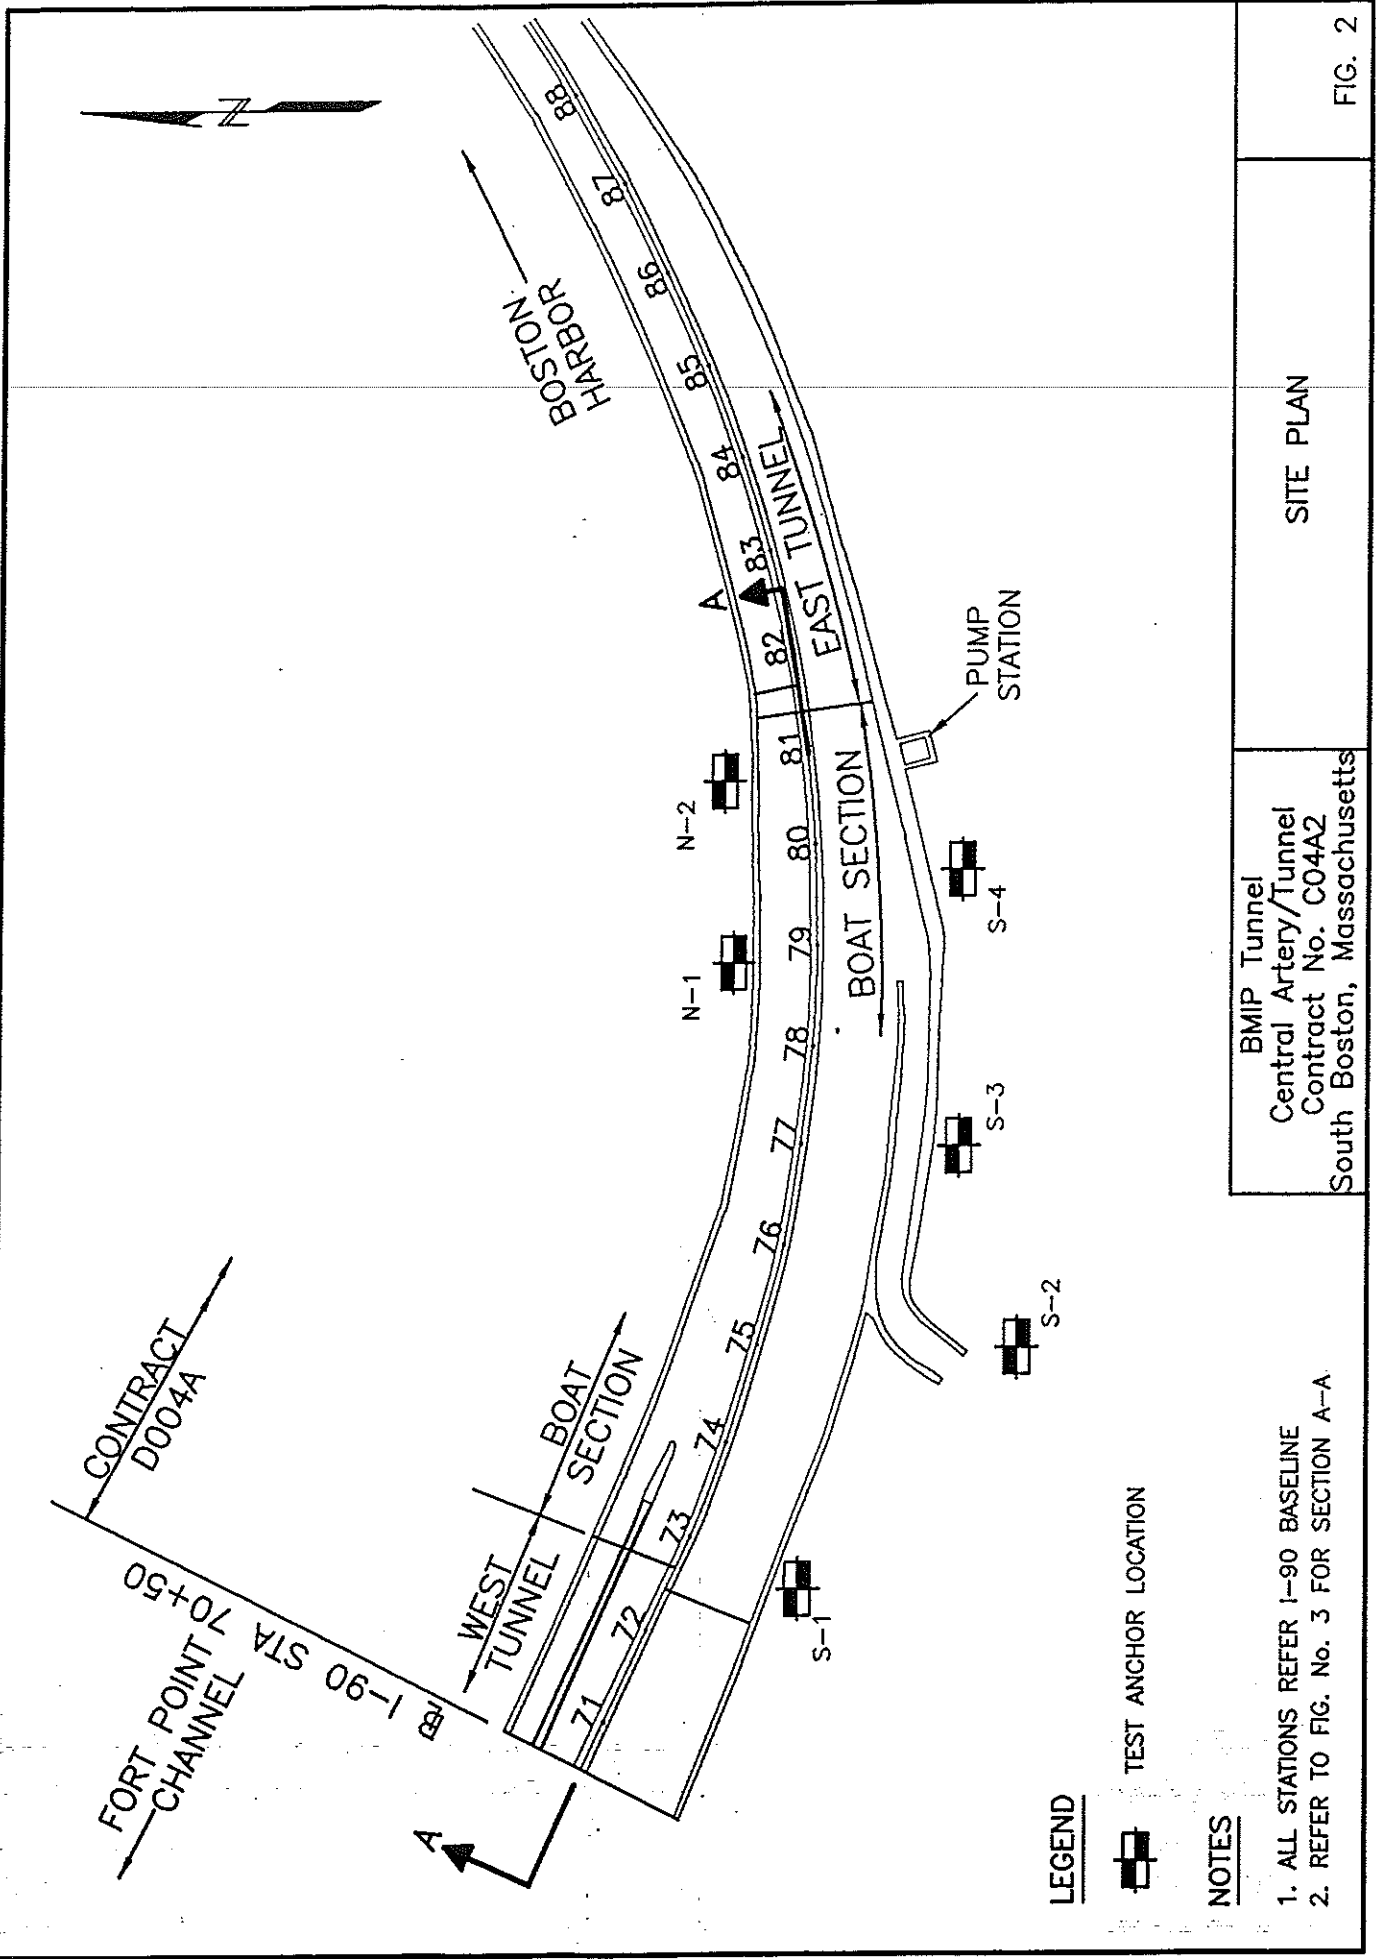 FORT POINT
CHANNEL
CONTRACT
D004A
I-90 STA 70+50
WEST
TUNNEL
BOAT
SECTION
BOSTON
HARBOR
N
A
A
71
72
73
74
75
76
77
78
79
80
81
82
83
84
85
86
87
88
N-1
N-2
BOAT SECTION
EAST TUNNEL
PUMP
STATION
S-1
S-2
S-3
S-4
LEGEND
TEST ANCHOR LOCATION
NOTES
1. ALL STATIONS REFER I-90 BASELINE
2. REFER TO FIG. No. 3 FOR SECTION A-A
BMIP Tunnel
Central Artery/Tunnel
Contract No. C04A2
South Boston, Massachusetts
SITE PLAN
FIG. 2